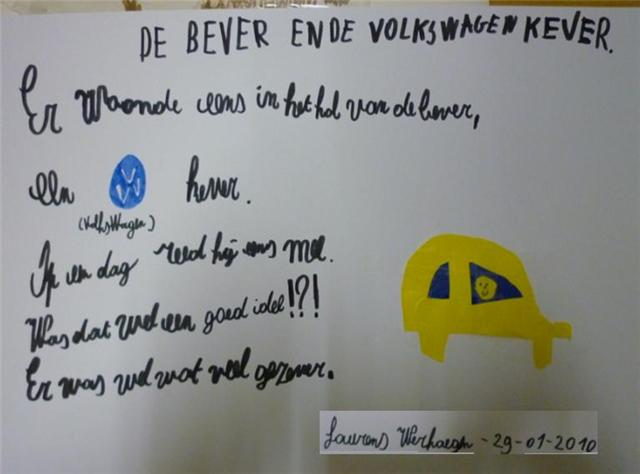 DE BEVER EN DE VOLKSWAGEN KEVER.
Er woonde eens in het hol van de bever,
een VW kever.
(Volkswagen)
Op een dag reed hij eens mee.
Was dat wel een goed idee!?!
Er was wel wat veel gezever.
Laurens Verhaegh - 29-01-2010